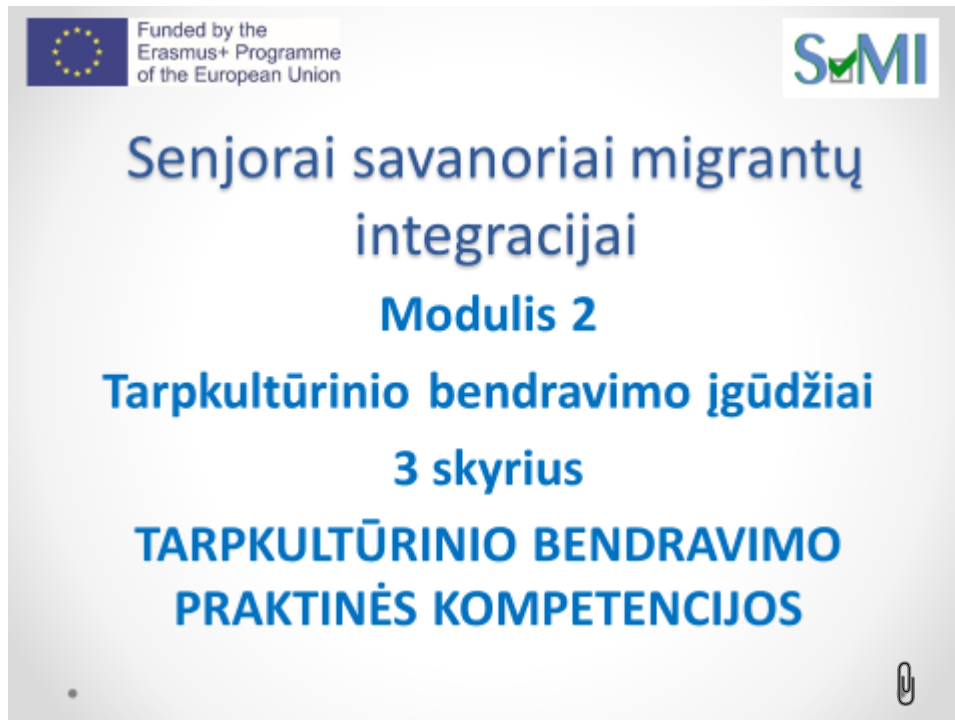 Funded by the
Erasmus+ Programme
of the European Union
SVMI
Senjorai savanoriai migrantų
integracijai
Modulis 2
Tarpkultūrinio bendravimo įgūdžiai
3 skyrius
TARPKULTŪRINIO BENDRAVIMO
PRAKTINĖS KOMPETENCIJOS